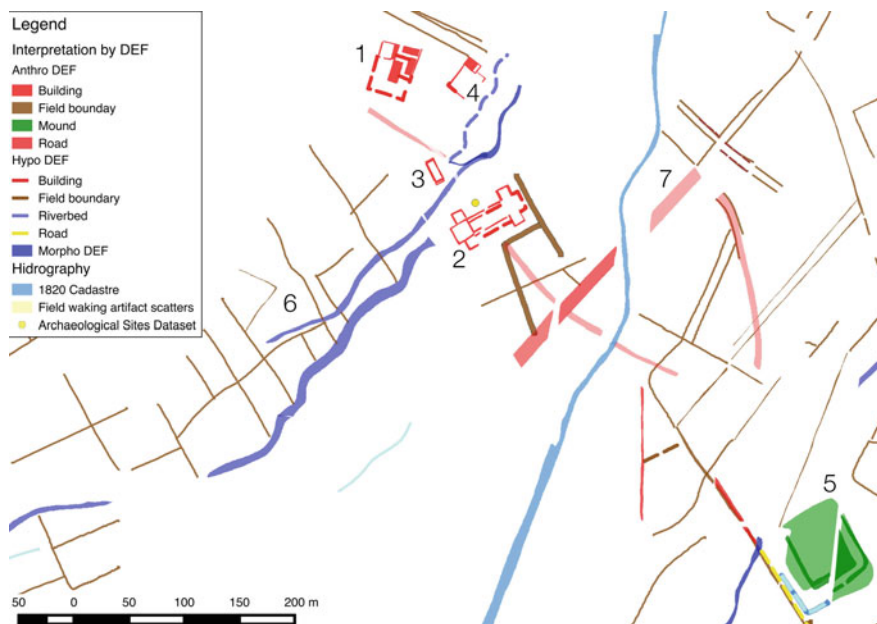 Legend
Interpretation by DEF
Anthro DEF
Building
Field bounday
Mound
Road
Hypo DEF
Building
Field boundary
Riverbed
Road
Morpho DEF
Hidrography
1820 Cadastre
Field waking artifact scatters
Archaeological Sites Dataset
1
4
3
7
2
6
5
50 0 50 100 150 200 m